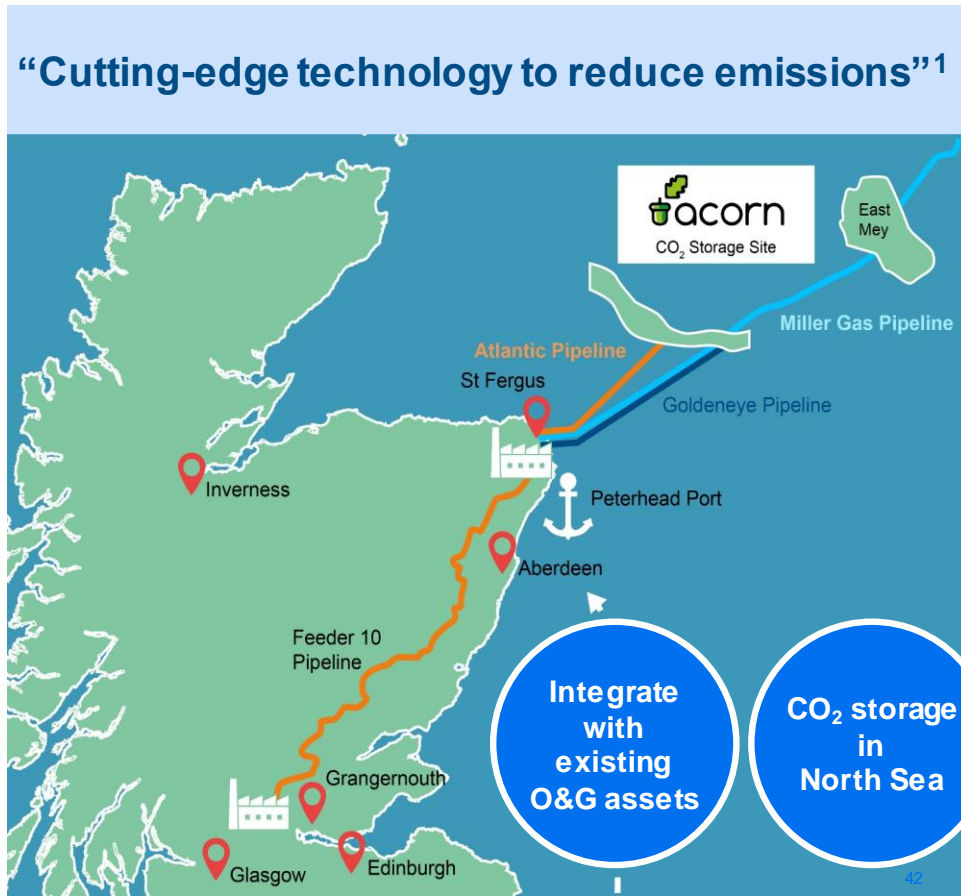 “Cutting-edge technology to reduce emissions”1
acorn
CO2 Storage Site
East
Mey
Miller Gas Pipeline
Atlantic Pipeline
St Fergus
Goldeneye Pipeline
Inverness
Peterhead Port
Aberdeen
Feeder 10
Pipeline
Integrate
with
existing
O&G assets
CO2 storage
in
North Sea
Grangernouth
Glasgow
Edinburgh
42